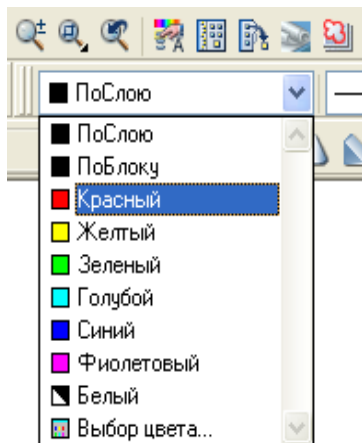 ПоСлою
ПоСлою
ПоБлоку
Красный
Желтый
Зеленый
Голубой
Синий
Фиолетовый
Белый
Выбор цвета...